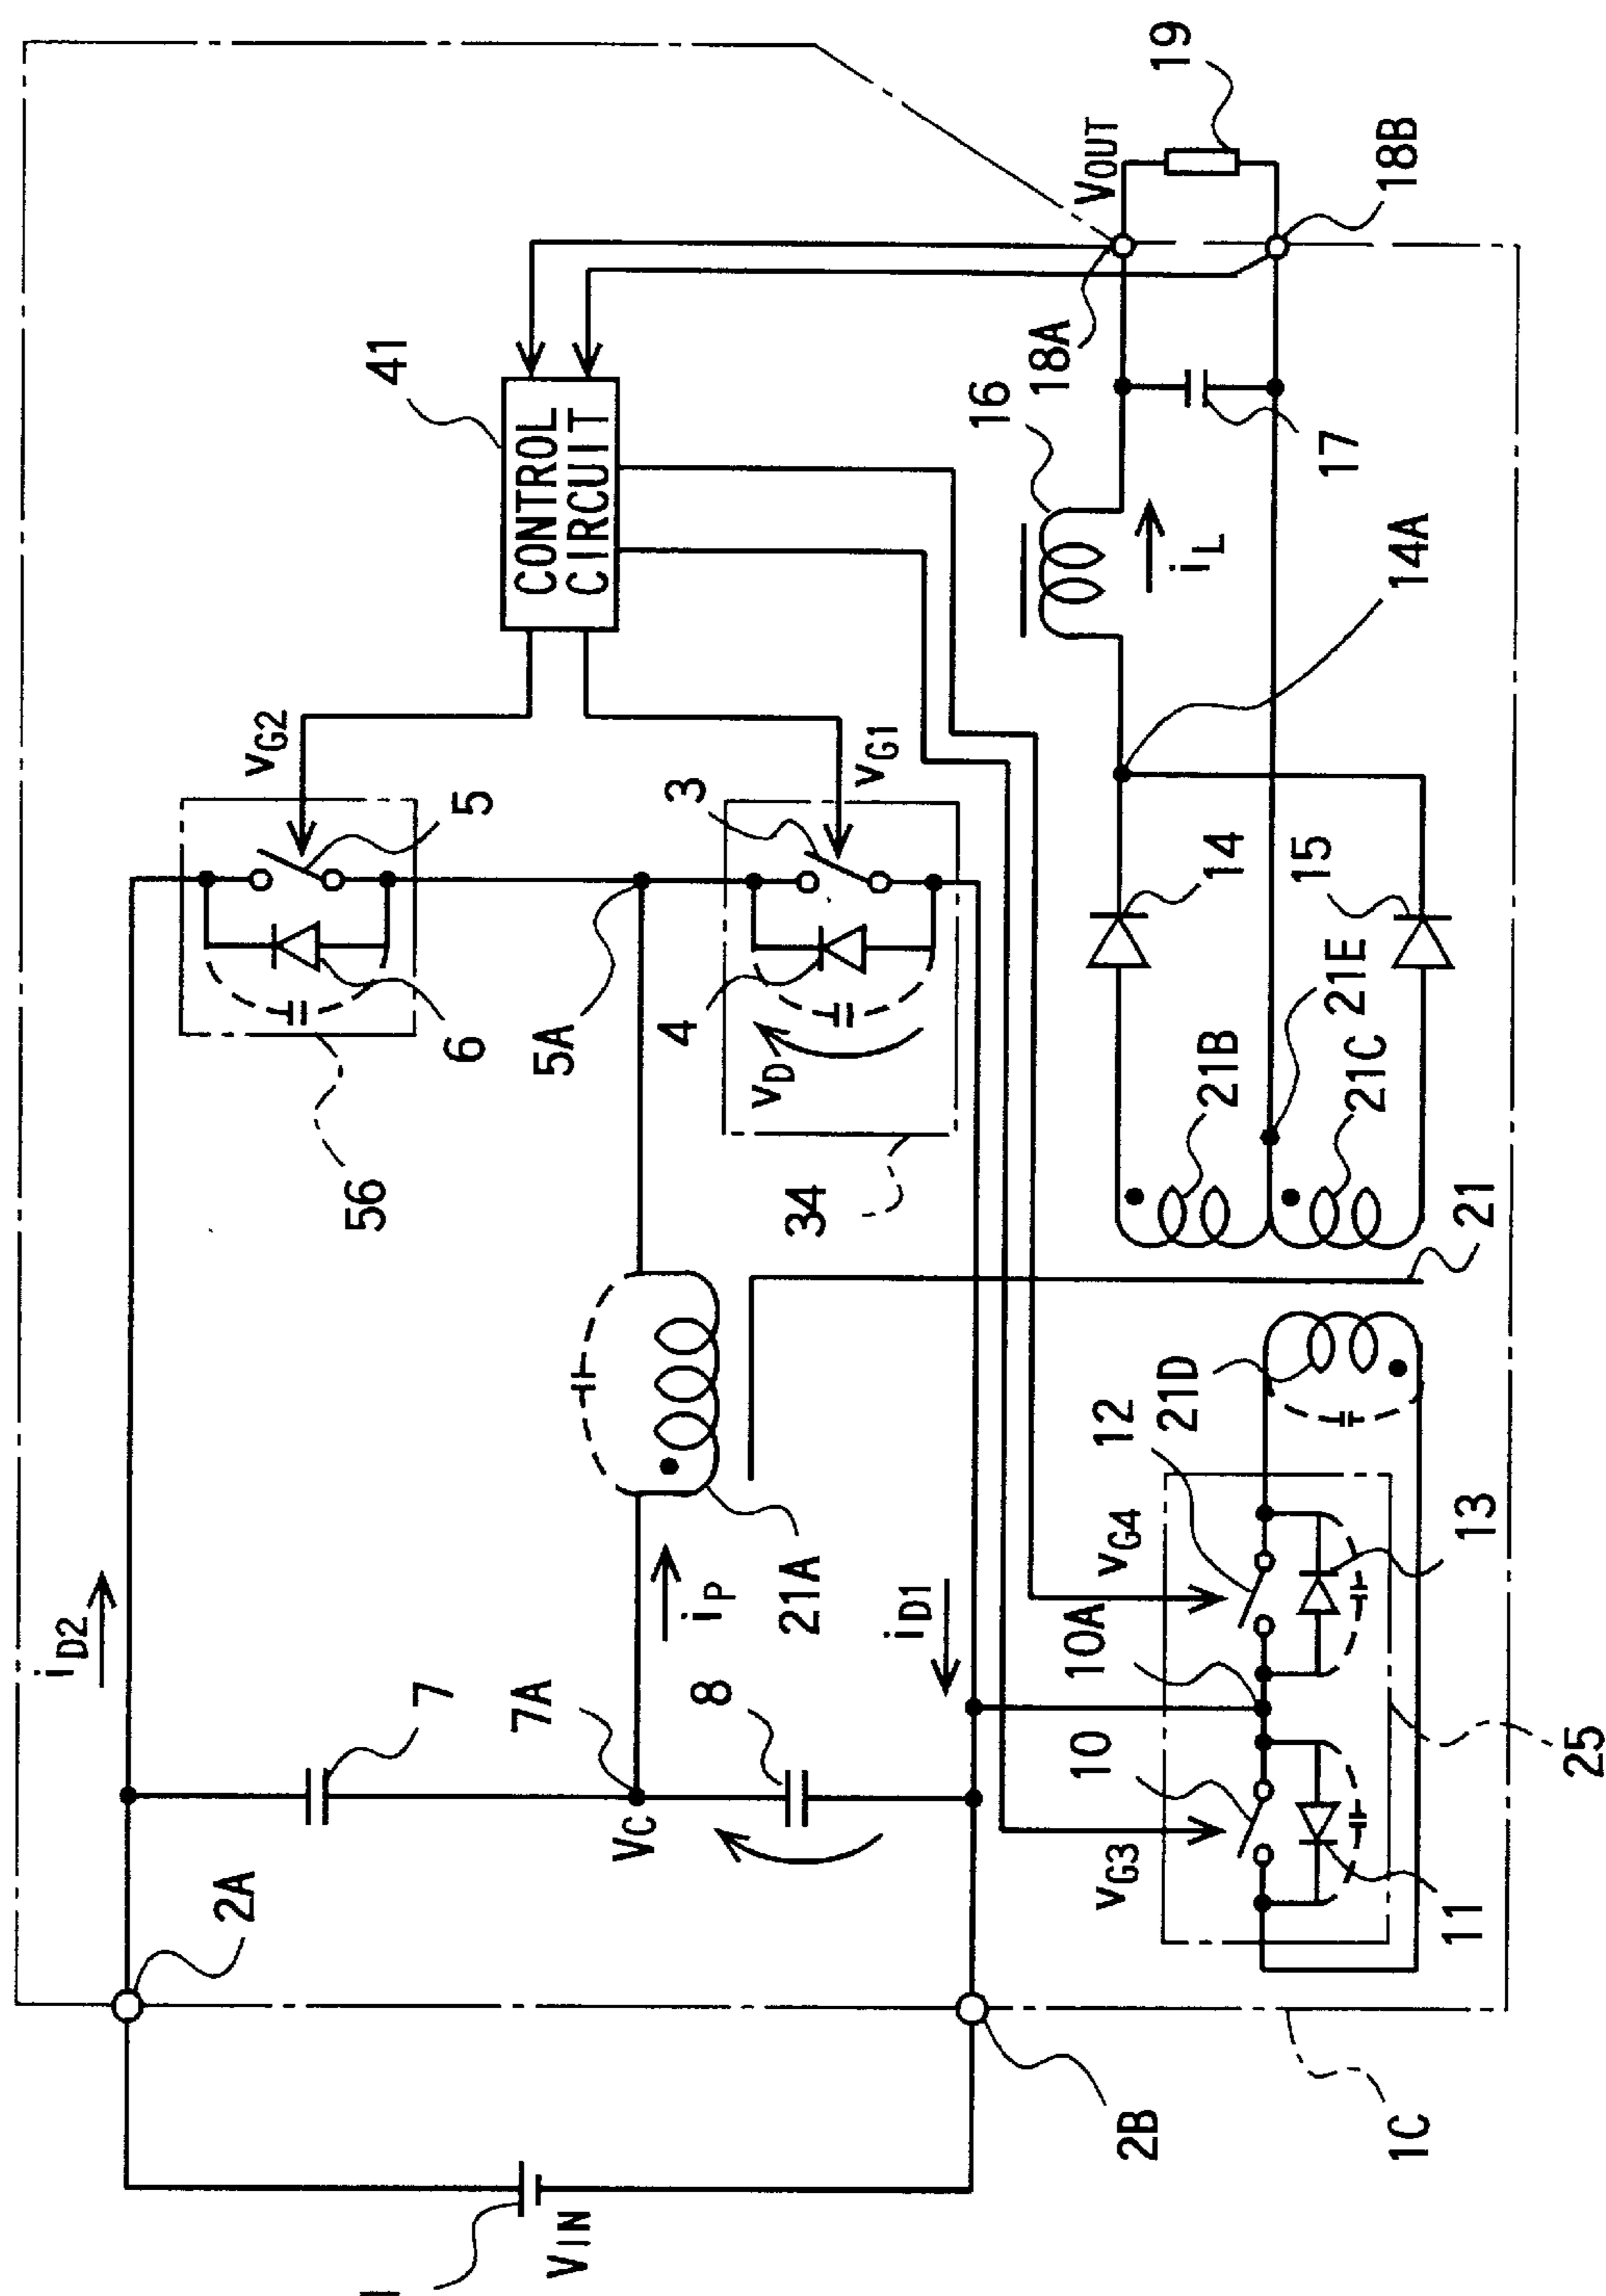 iD2
2A
7
7A
VC
8
iP
21A
iD1
VIN
1
2B
1C
vG2
5
6
56
5A
vG1
3
4
vD
34
41
CONTROL
CIRCUIT
VOUT
19
18A
18B
16
iL
17
14A
14
15
21E
21B
21C
21
21D
12
vG4
10A
13
10
vG3
11
25